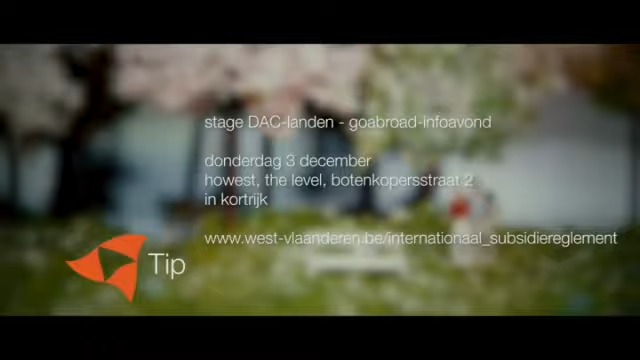 stage DAC-landen - goabroad-infoavond
donderdag 3 december
howest, the level, botenkopersstraat 2
in kortrijk
www.west-vlaanderen.be/internationaal_subsidiereglement
Tip